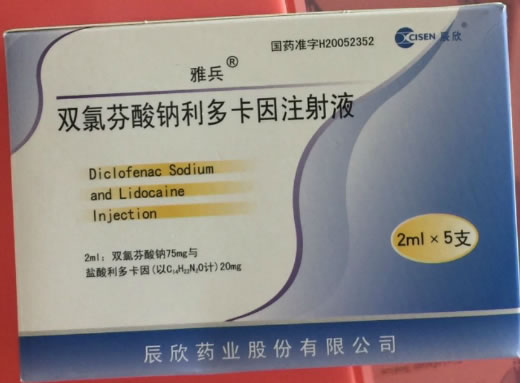 国药准字H20052352
CISEN 辰欣®
雅兵®
双氯芬酸钠利多卡因注射液
Diclofenac Sodium
and Lidocaine
Injection
2ml × 5支
2ml：双氯芬酸钠75mg与
盐酸利多卡因(以C₁₄H₂₂N₂O计)20mg
辰欣药业股份有限公司